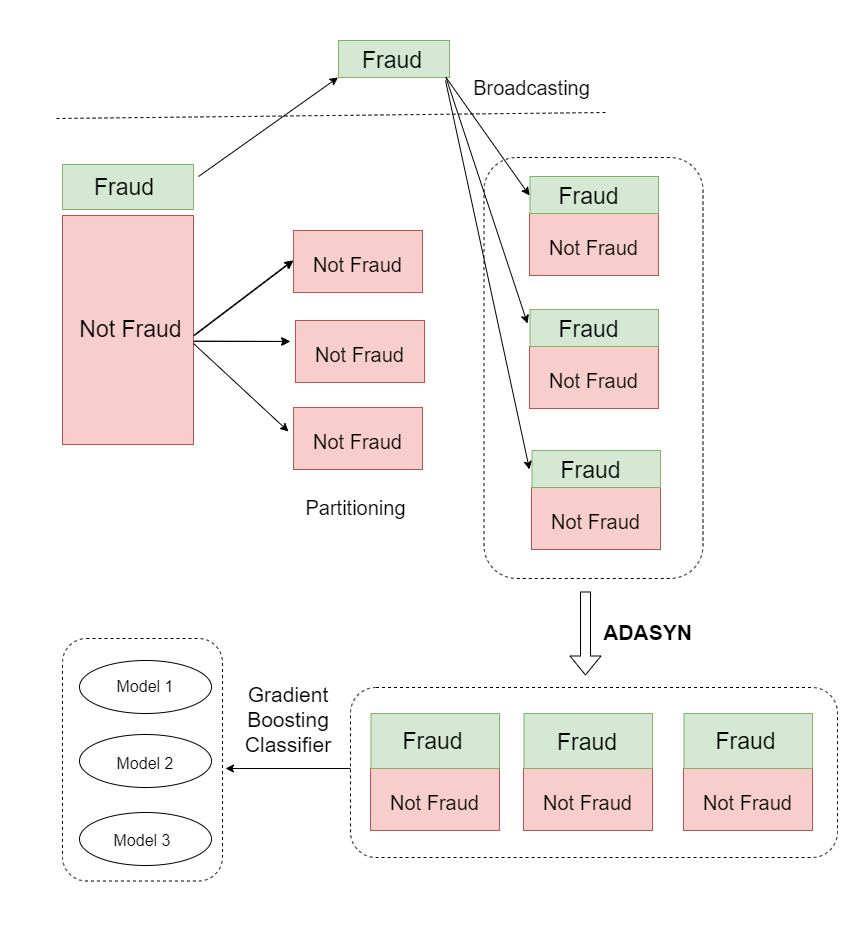 Fraud
Broadcasting
Fraud
Not Fraud
Not Fraud
Not Fraud
Not Fraud
Partitioning
Fraud
Not Fraud
Fraud
Not Fraud
Fraud
Not Fraud
ADASYN
Fraud
Not Fraud
Fraud
Not Fraud
Fraud
Not Fraud
Gradient
Boosting
Classifier
Model 1
Model 2
Model 3